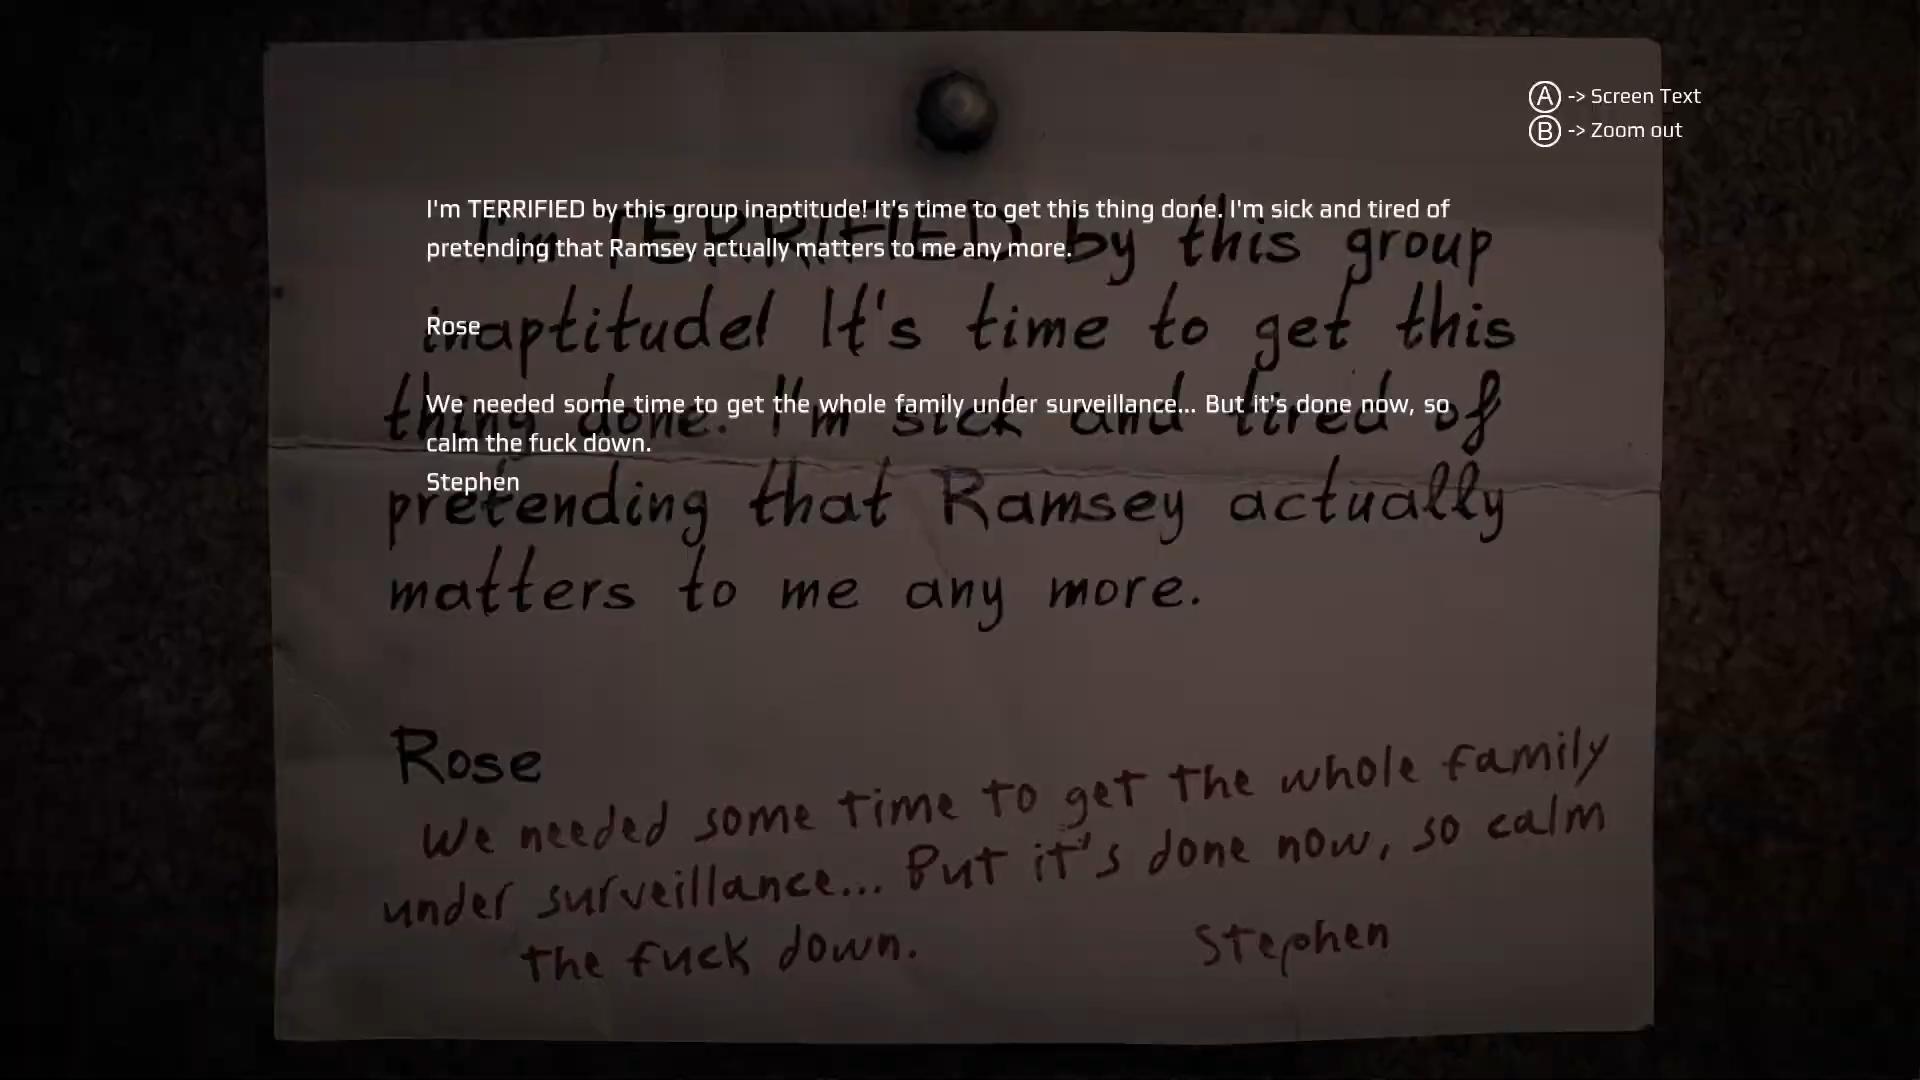 A -> Screen Text
B -> Zoom out
I'm TERRIFIED by this group inaptitude! It's time to get this thing done. I'm sick and tired of
pretending that Ramsey actually matters to me any more.
Rose
We needed some time to get the whole family under surveillance... But it's done now, so
calm the fuck down.
Stephen
I'm TERRIFIED by this group
inaptitude! It's time to get this
thing done. I'm sick and tired of
pretending that Ramsey actually
matters to me any more.
Rose
We needed some time to get the whole family
under surveillance... But it's done now, so calm
the fuck down.
Stephen